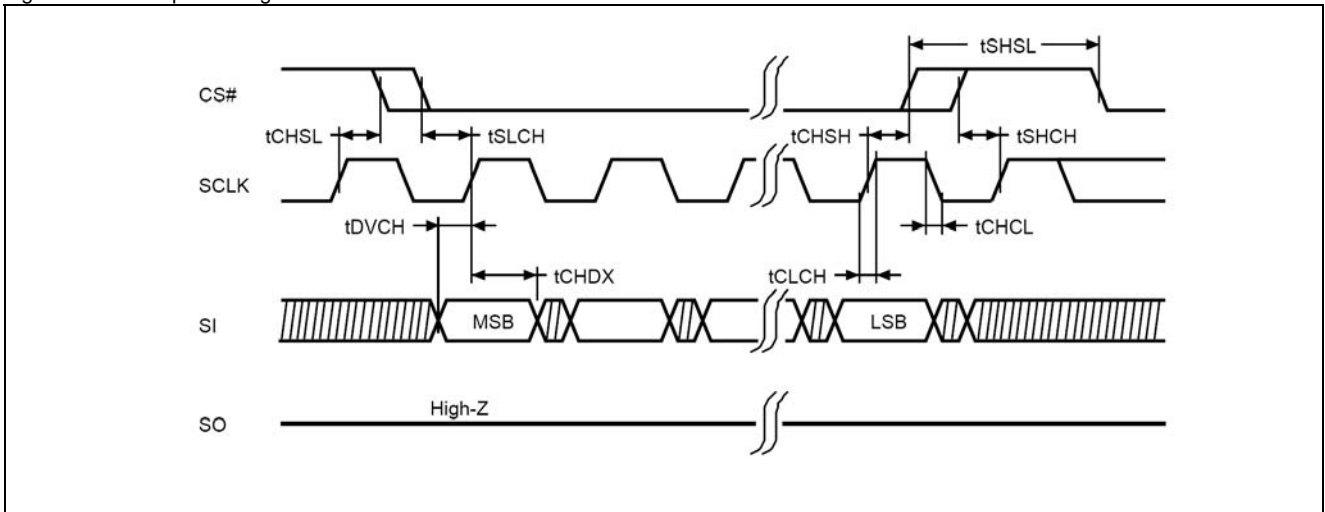 tSHSL
CS#
tCHSL
tSLCH
tCHSH
tSHCH
SCLK
tDVCH
tCHCL
tCHDX
tCLCH
SI
MSB
LSB
High-Z
SO